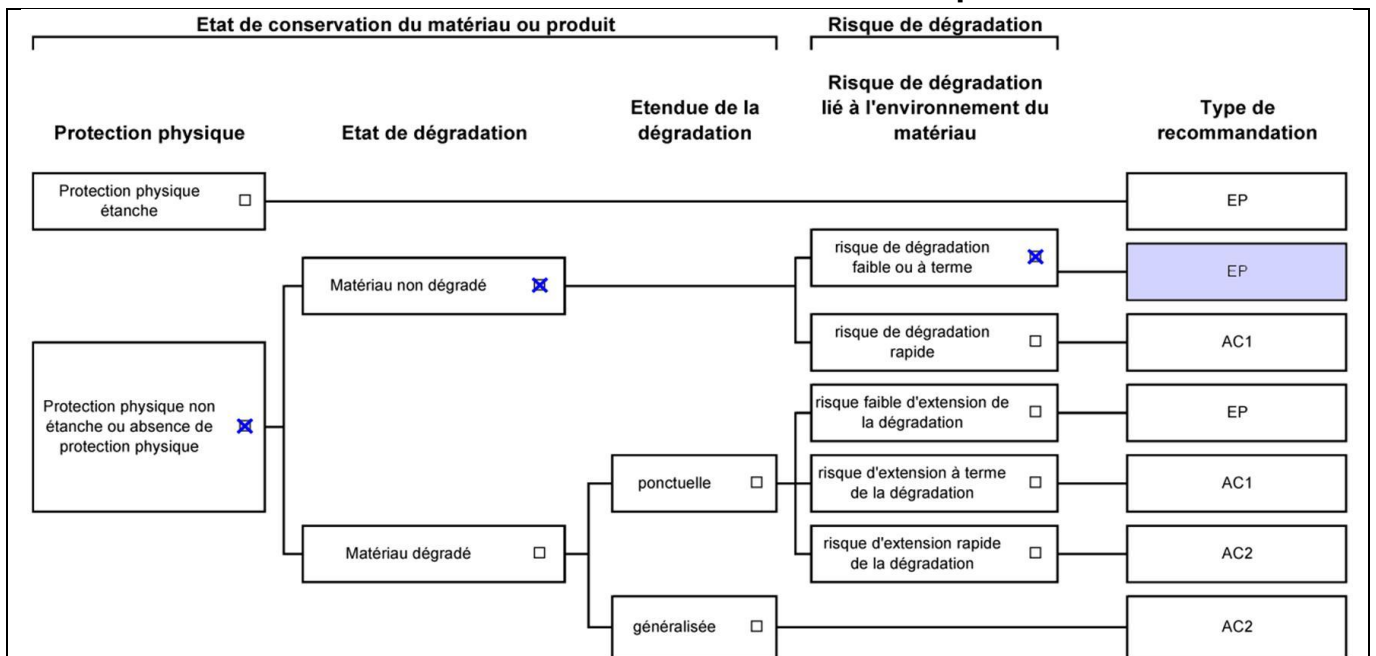 Etat de conservation du matériau ou produit
Risque de dégradation
Protection physique
Etat de dégradation
Etendue de la
dégradation
Risque de dégradation
lié à l'environnement du
matériau
Type de
recommandation
Protection physique
étanche
EP
risque de dégradation
faible ou à terme
EP
Matériau non dégradé
risque de dégradation
rapide
AC1
Protection physique non
étanche ou absence de
protection physique
risque faible d'extension de
la dégradation
EP
ponctuelle
risque d'extension à terme
de la dégradation
AC1
Matériau dégradé
risque d'extension rapide
de la dégradation
AC2
généralisée
AC2